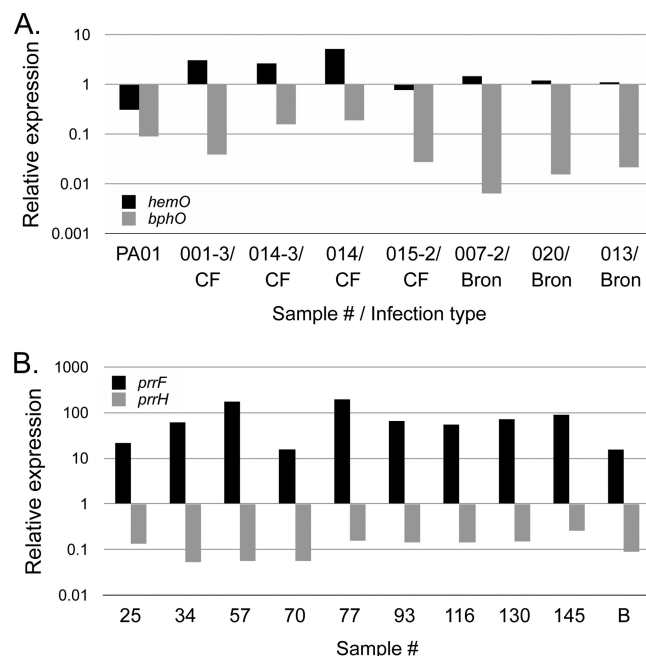 A.
Relative expression
10
1
0.1
0.01
0.001
hemO
bphO
PA01 001-3/ 014-3/ 014/ 015-2/ 007-2/ 020/ 013/
CF CF CF CF Bron Bron Bron
Sample # / Infection type
B.
Relative expression
1000
100
10
1
0.1
0.01
prrF
prrH
25 34 57 70 77 93 116 130 145 B
Sample #